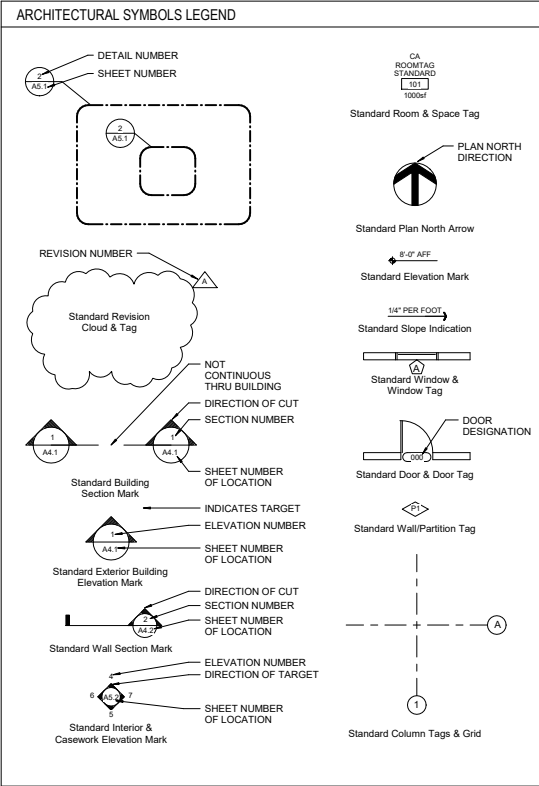 ARCHITECTURAL SYMBOLS LEGEND
DETAIL NUMBER
SHEET NUMBER
2
A5.1
2
A5.1
REVISION NUMBER
A
Standard Revision
Cloud & Tag
NOT
CONTINUOUS
THRU BUILDING
DIRECTION OF CUT
SECTION NUMBER
1
A4.1
1
A4.1
SHEET NUMBER
OF LOCATION
Standard Building
Section Mark
INDICATES TARGET
ELEVATION NUMBER
1
A4.1
SHEET NUMBER
OF LOCATION
Standard Exterior Building
Elevation Mark
DIRECTION OF CUT
SECTION NUMBER
2
A4.2
SHEET NUMBER
OF LOCATION
Standard Wall Section Mark
ELEVATION NUMBER
DIRECTION OF TARGET
4
6
A5.2
7
5
SHEET NUMBER
OF LOCATION
Standard Interior &
Casework Elevation Mark
CA
ROOMTAG
STANDARD
101
1000sf
Standard Room & Space Tag
PLAN NORTH
DIRECTION
Standard Plan North Arrow
8'-0" AFF
Standard Elevation Mark
1/4" PER FOOT
Standard Slope Indication
A
Standard Window &
Window Tag
DOOR
DESIGNATION
000
Standard Door & Door Tag
P1
Standard Wall/Partition Tag
A
1
Standard Column Tags & Grid